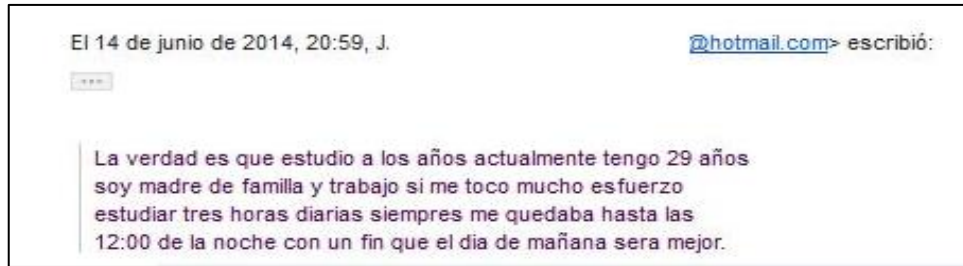 El 14 de junio de 2014, 20:59, J. @hotmail.com> escribió:
La verdad es que estudio a los años actualmente tengo 29 años
soy madre de familla y trabajo si me toco mucho esfuerzo
estudiar tres horas diarias siempres me quedaba hasta las
12:00 de la noche con un fin que el dia de mañana sera mejor.